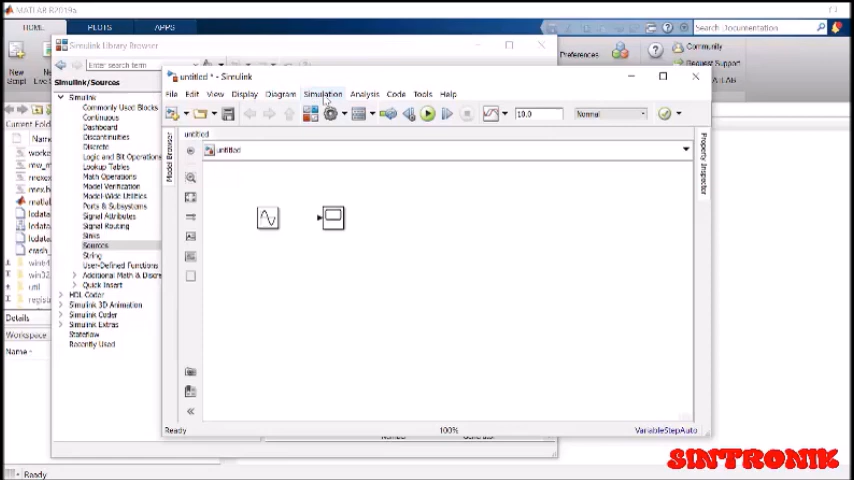 MATLAB R2019a
HOME
PLOTS
APPS
Search Documentation
Simulink Library Browser
Enter search term
Preferences
Community
Request Support
New
Script
New
Simulink/Sources
Simulink
Commonly Used Blocks
Continuous
Dashboard
Discontinuities
Discrete
Logic and Bit Operations
Lookup Tables
Math Operations
Model Verification
Model-Wide Utilities
Ports & Subsystems
Signal Attributes
Signal Routing
Sinks
Sources
String
User-Defined Functions
Additional Math & Discre
Quick Insert
HDL Coder
Simulink 3D Animation
Simulink Coder
Simulink Extras
Stateflow
Recently Used
Current Folder
Details
Workspace
Name
Ready
untitled * - Simulink
File Edit View Display Diagram Simulation Analysis Code Tools Help
10.0
Normal
untitled
untitled
Model Browser
Property Inspector
Ready
100%
VariableStepAuto
SINTRONIK